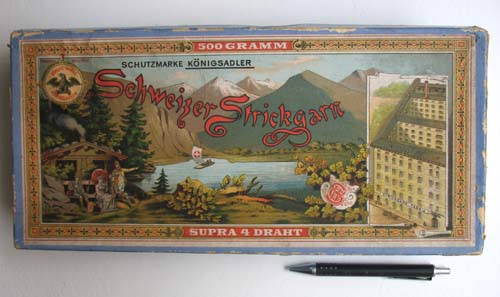 500 GRAMM
SCHUTZMARKE KÖNIGSADLER
Schweizer Strickgarn
SUPRA 4 DRAHT